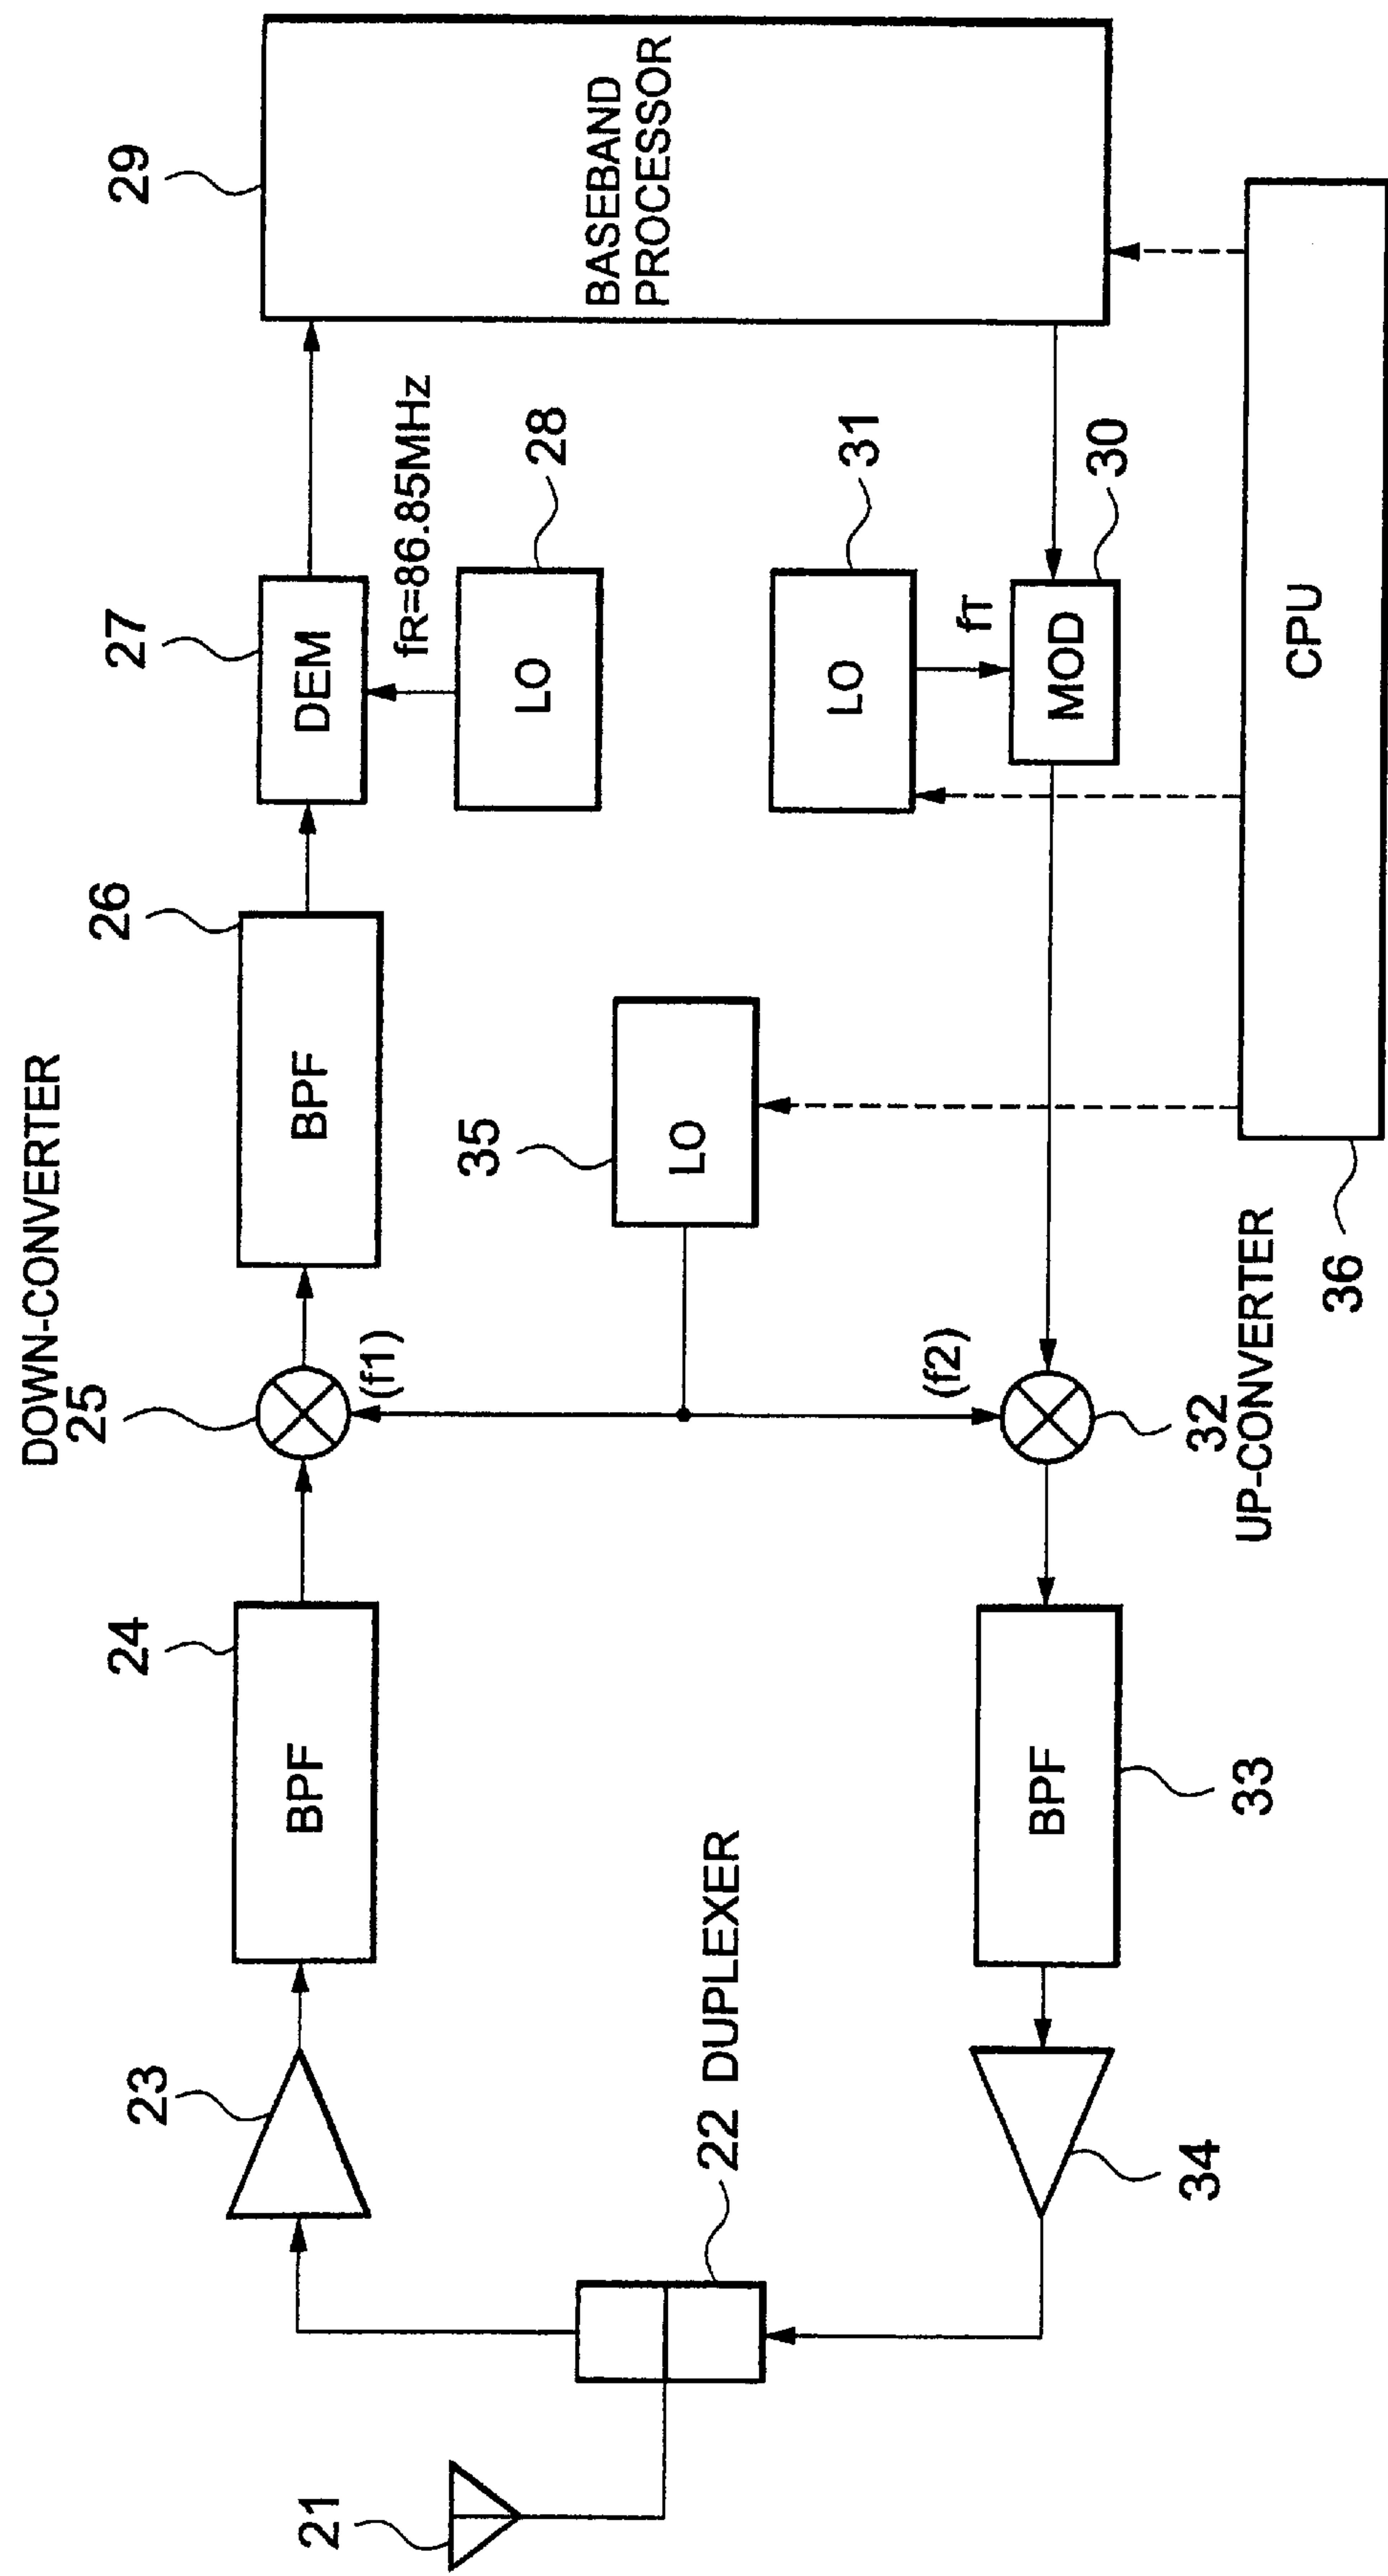 DOWN-CONVERTER
21
23
24
BPF
25
(f1)
26
BPF
27
DEM
fR=86.85MHz
28
LO
29
BASEBAND
PROCESSOR
22 DUPLEXER
35
LO
31
LO
fT
30
MOD
(f2)
32
UP-CONVERTER
33
BPF
34
36
CPU